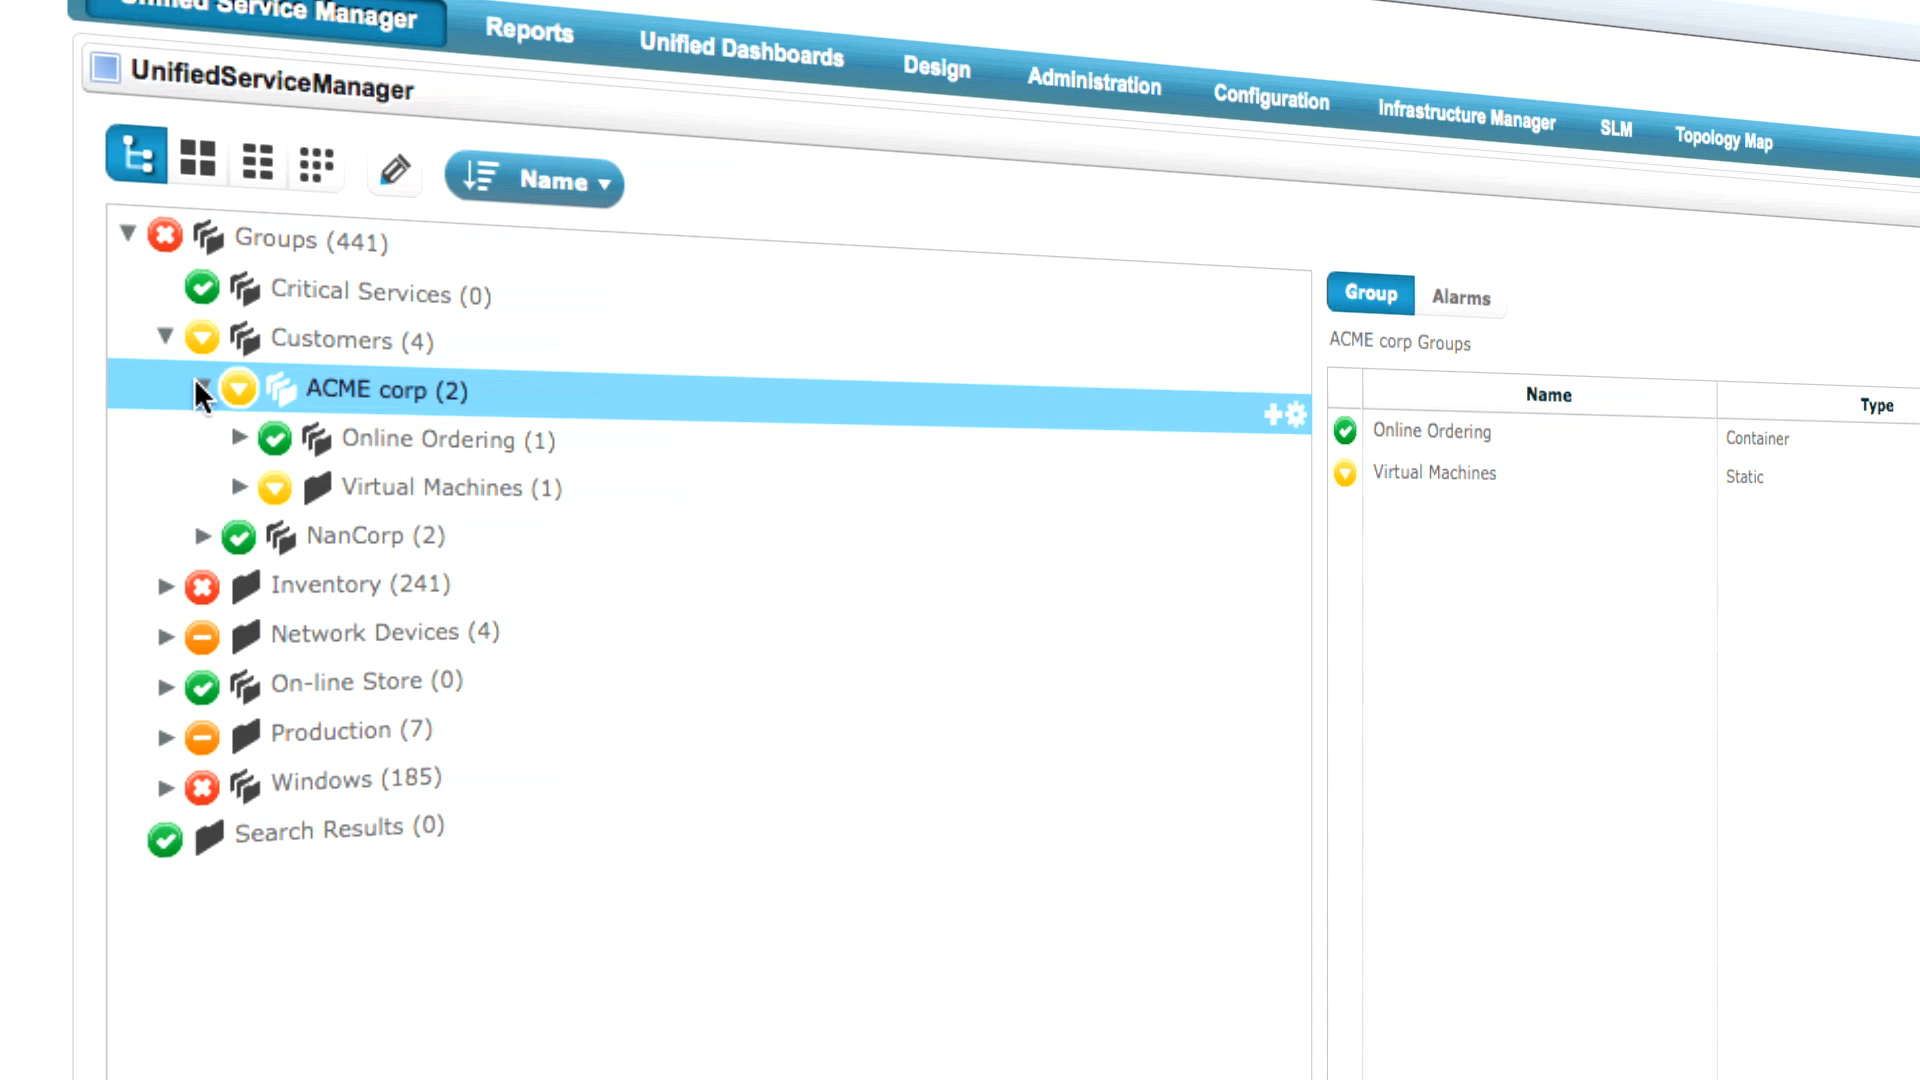 Unified Service Manager
Reports
Unified Dashboards
Design
Administration
Configuration
Infrastructure Manager
SLM
Topology Map
UnifiedServiceManager
Name
Groups (441)
Critical Services (0)
Customers (4)
ACME corp (2)
Online Ordering (1)
Virtual Machines (1)
NanCorp (2)
Inventory (241)
Network Devices (4)
On-line Store (0)
Production (7)
Windows (185)
Search Results (0)
Group
Alarms
ACME corp Groups
Name
Type
Online Ordering
Container
Virtual Machines
Static